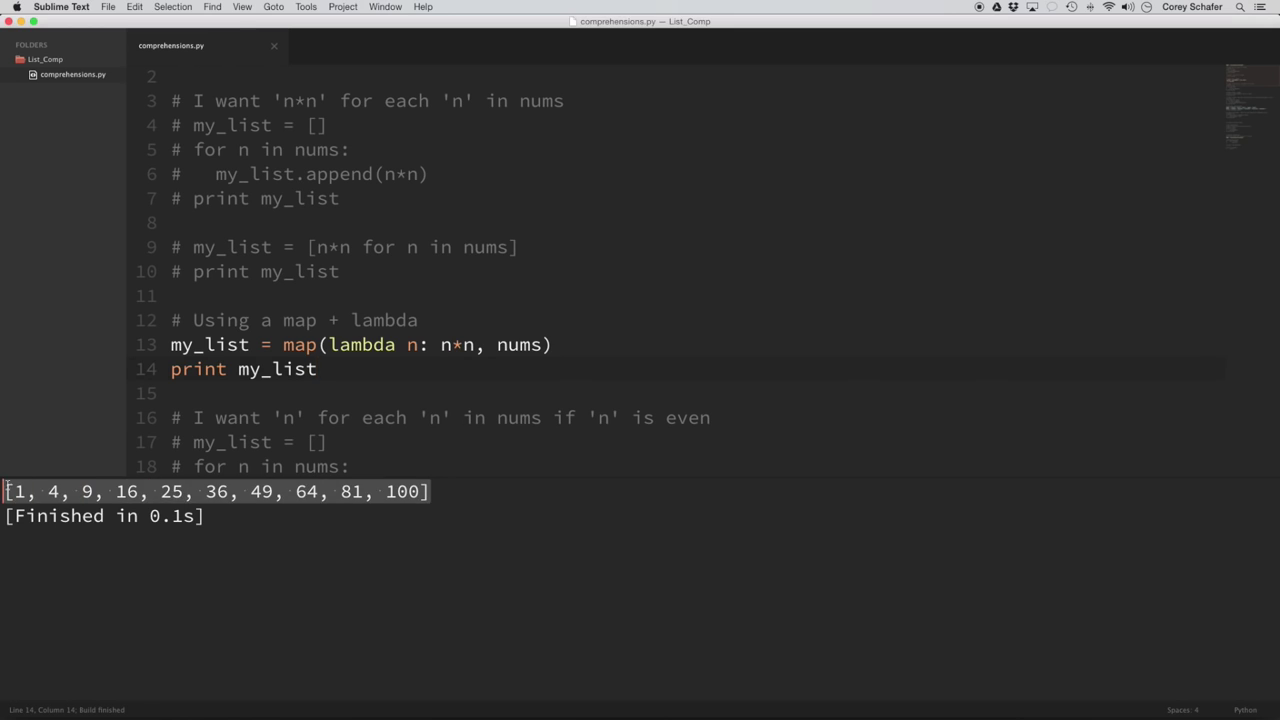 Sublime Text File Edit Selection Find View Goto Tools Project Window Help Corey Schafer
comprehensions.py — List_Comp
FOLDERS
List_Comp
comprehensions.py
comprehensions.py
2
3 # I want 'n*n' for each 'n' in nums
4 # my_list = []
5 # for n in nums:
6 #   my_list.append(n*n)
7 # print my_list
8
9 # my_list = [n*n for n in nums]
10 # print my_list
11
12 # Using a map + lambda
13 my_list = map(lambda n: n*n, nums)
14 print my_list
15
16 # I want 'n' for each 'n' in nums if 'n' is even
17 # my_list = []
18 # for n in nums:
[1, 4, 9, 16, 25, 36, 49, 64, 81, 100]
[Finished in 0.1s]
Line 14, Column 14; Build finished Spaces: 4 Python